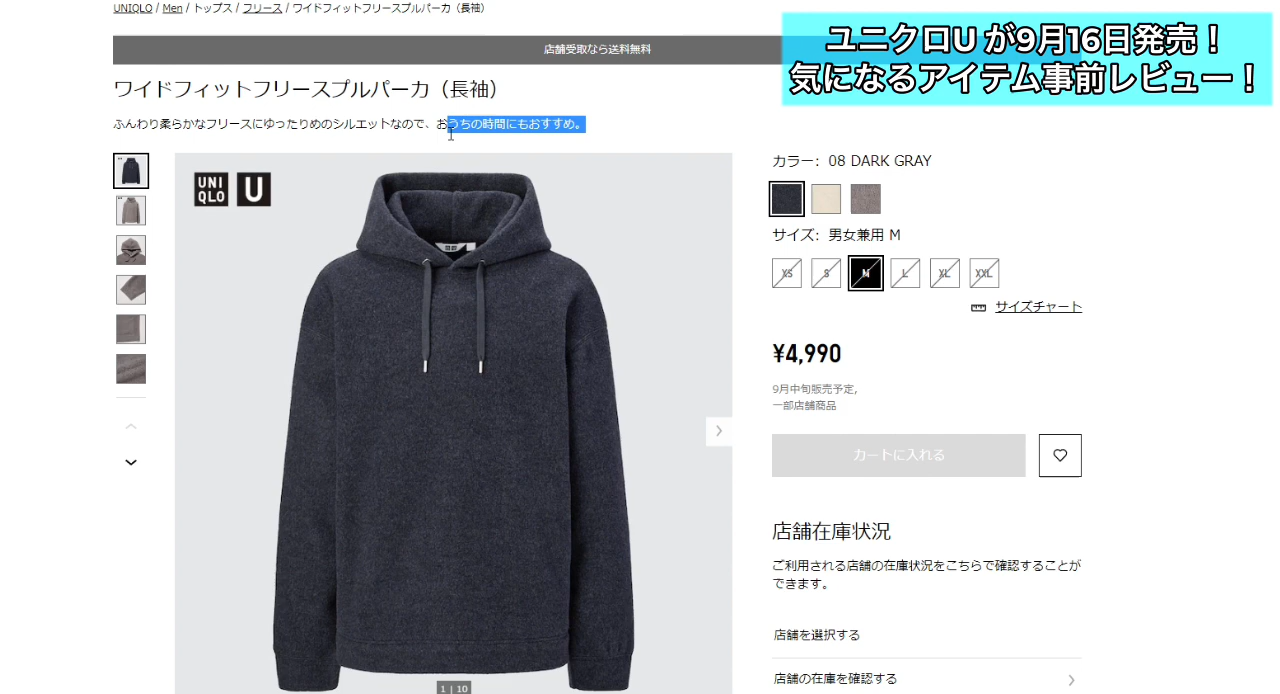 UNIQLO / Men / トップス / フリース / ワイドフィットフリースプルパーカ（長袖）
店舗受取なら送料無料
ユニクロU が9月16日発売！
気になるアイテム事前レビュー！
ワイドフィットフリースプルパーカ（長袖）
ふんわり柔らかなフリースにゆったりめのシルエットなので、おうちの時間にもおすすめ。
UNI
QLO
U
カラー: 08 DARK GRAY
サイズ: 男女兼用 M
XS S M L XL XXL
サイズチャート
¥4,990
9月中旬販売予定,
一部店舗商品
カートに入れる
店舗在庫状況
ご利用される店舗の在庫状況をこちらで確認することが
できます。
店舗を選択する
店舗の在庫を確認する
1 | 10